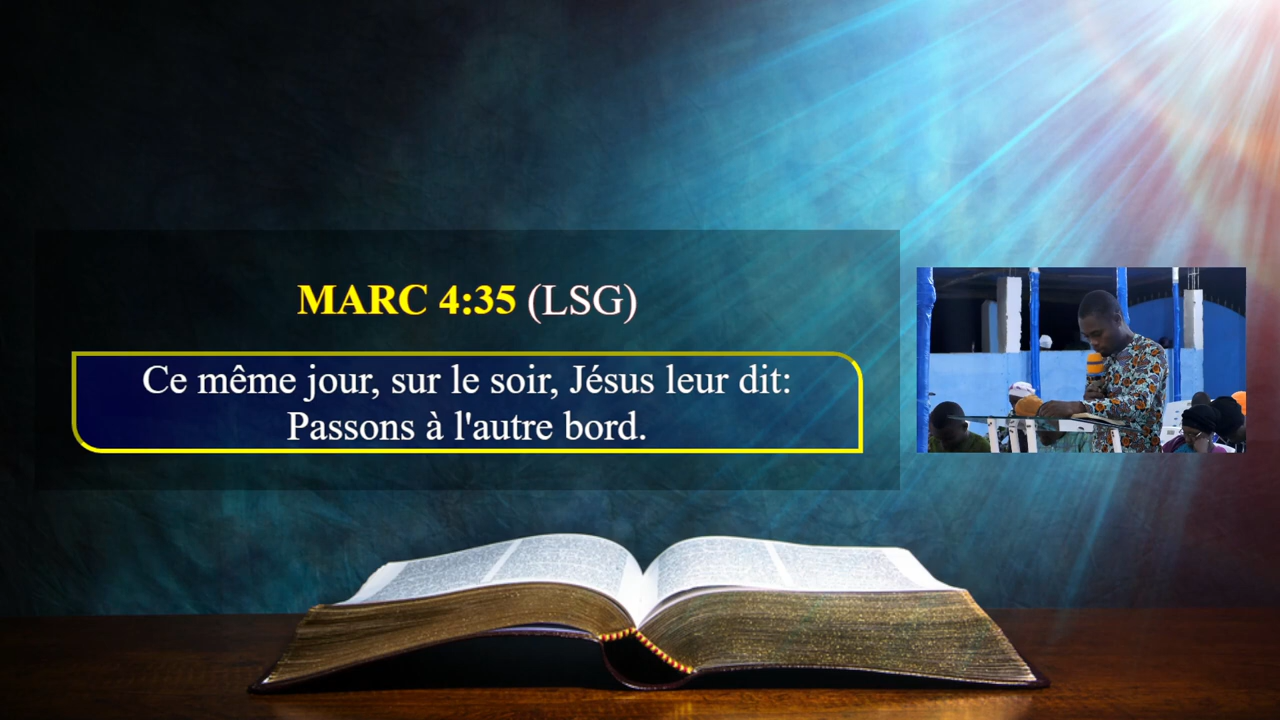 MARC 4:35 (LSG)
Ce même jour, sur le soir, Jésus leur dit:
Passons à l'autre bord.